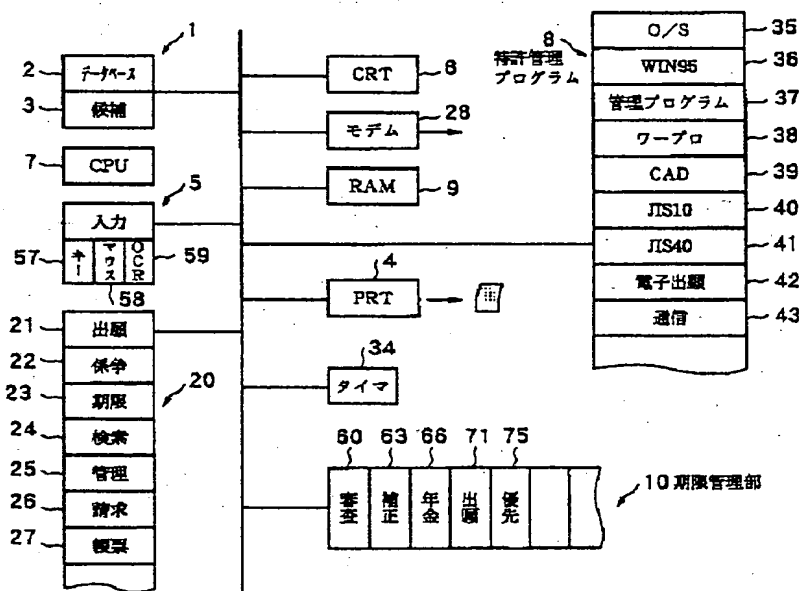 1
2 データベース
3 候補
7 CPU
5
入力
57 キー マウス OCR 59
58
21 出願
22 係争
23 期限
20
24 検索
25 管理
26 請求
27 帳票
CRT 6
28
モデム
RAM 9
4
PRT
34
タイマ
60 63 66 71 75
審査 補正 年金 出願 優先
10 期限管理部
8 特許管理
プログラム
O/S 35
WIN95 36
管理プログラム 37
ワープロ 38
CAD 39
JIS10 40
JIS40 41
電子出願 42
通信 43